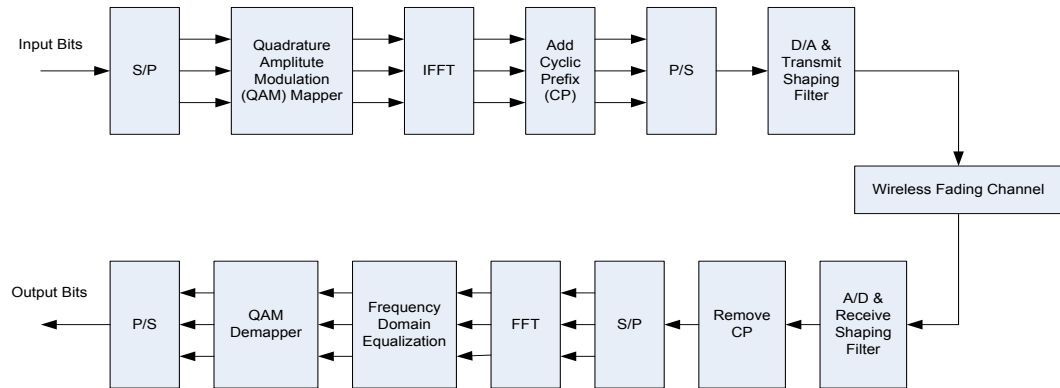 Input Bits
S/P
Quadrature
Amplitute
Modulation
(QAM) Mapper
IFFT
Add
Cyclic
Prefix
(CP)
P/S
D/A &
Transmit
Shaping
Filter
Wireless Fading Channel
Output Bits
P/S
QAM
Demapper
Frequency
Domain
Equalization
FFT
S/P
Remove
CP
A/D &
Receive
Shaping
Filter